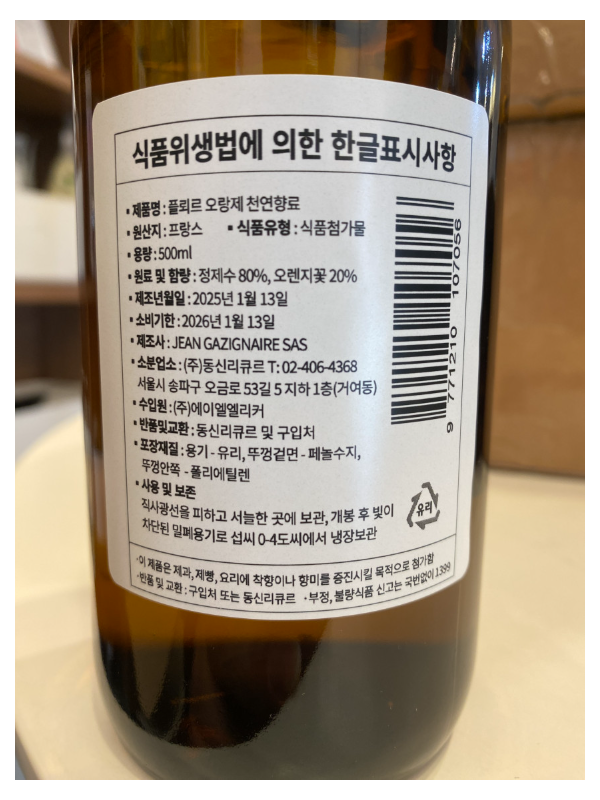 식품위생법에 의한 한글표시사항
▪ 제품명 : 플뢰르 오랑제 천연향료
▪ 원산지 : 프랑스 ▪ 식품유형 : 식품첨가물
▪ 용량 : 500ml
▪ 원료 및 함량 : 정제수 80%, 오렌지꽃 20%
▪ 제조년월일 : 2025년 1월 13일
▪ 소비기한 : 2026년 1월 13일
▪ 제조사 : JEAN GAZIGNAIRE SAS
▪ 소분업소 : (주)동신리큐르 T: 02-406-4368
서울시 송파구 오금로 53길 5 지하 1층(거여동)
▪ 수입원 : (주)에이엘엘리커
▪ 반품및교환 : 동신리큐르 및 구입처
▪ 포장재질 : 용기 - 유리, 뚜껑겉면 - 페놀수지,
뚜껑안쪽 - 폴리에틸렌
▪ 사용 및 보존
직사광선을 피하고 서늘한 곳에 보관, 개봉 후 빛이
차단된 밀폐용기로 섭씨 0-4도씨에서 냉장보관
9 771210 107056
유리
·이 제품은 제과, 제빵, 요리에 착향이나 향미를 증진시킬 목적으로 첨가함
·반품 및 교환 : 구입처 또는 동신리큐르 ·부정, 불량식품 신고는 국번없이 1399